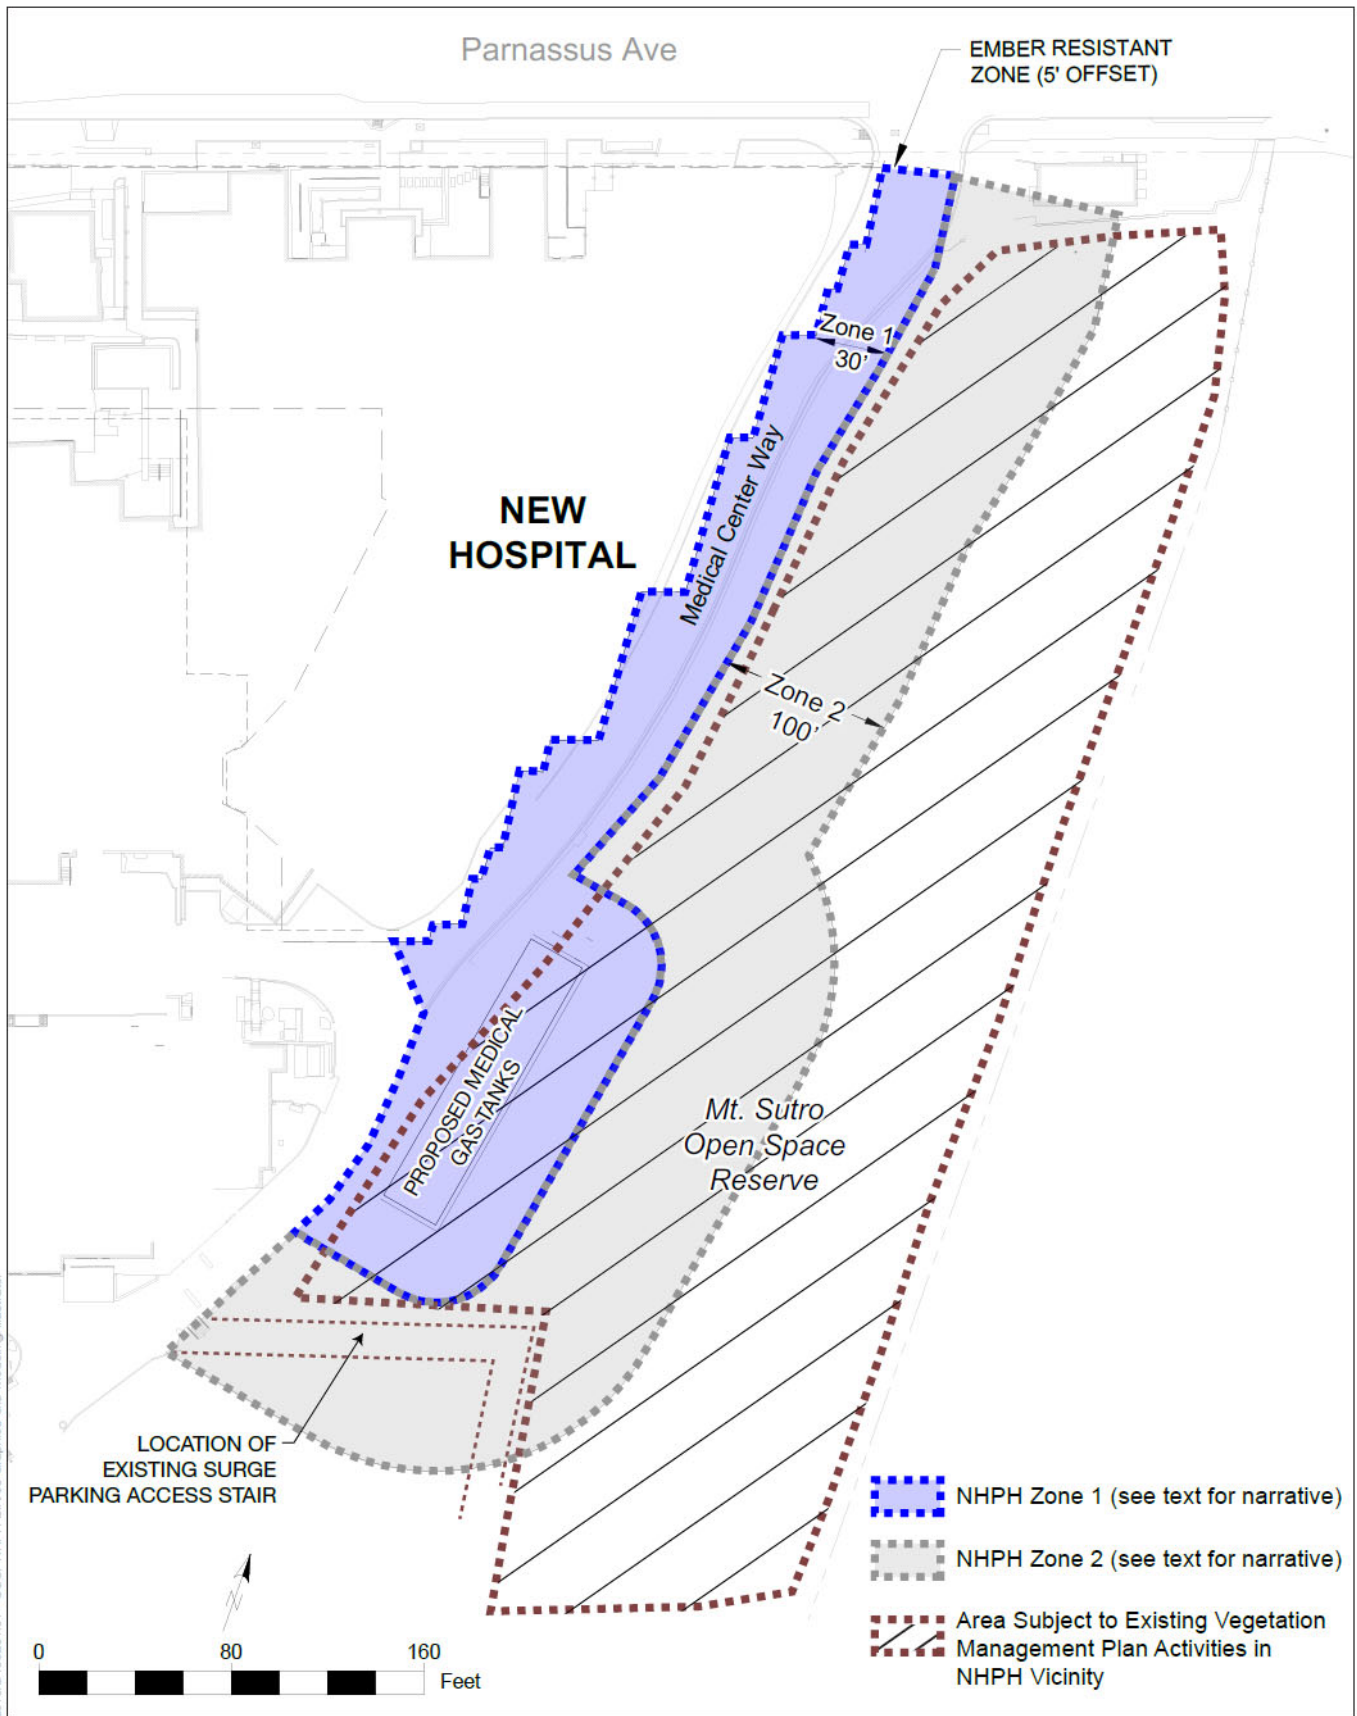 Parnassus Ave
EMBER RESISTANT
ZONE (5' OFFSET)
Zone 1
30'
Medical Center Way
NEW
HOSPITAL
Zone 2
100'
PROPOSED MEDICAL
GAS TANKS
Mt. Sutro
Open Space
Reserve
LOCATION OF
EXISTING SURGE
PARKING ACCESS STAIR
NHPH Zone 1 (see text for narrative)
NHPH Zone 2 (see text for narrative)
Area Subject to Existing Vegetation
Management Plan Activities in
NHPH Vicinity
N
0 80 160
Feet